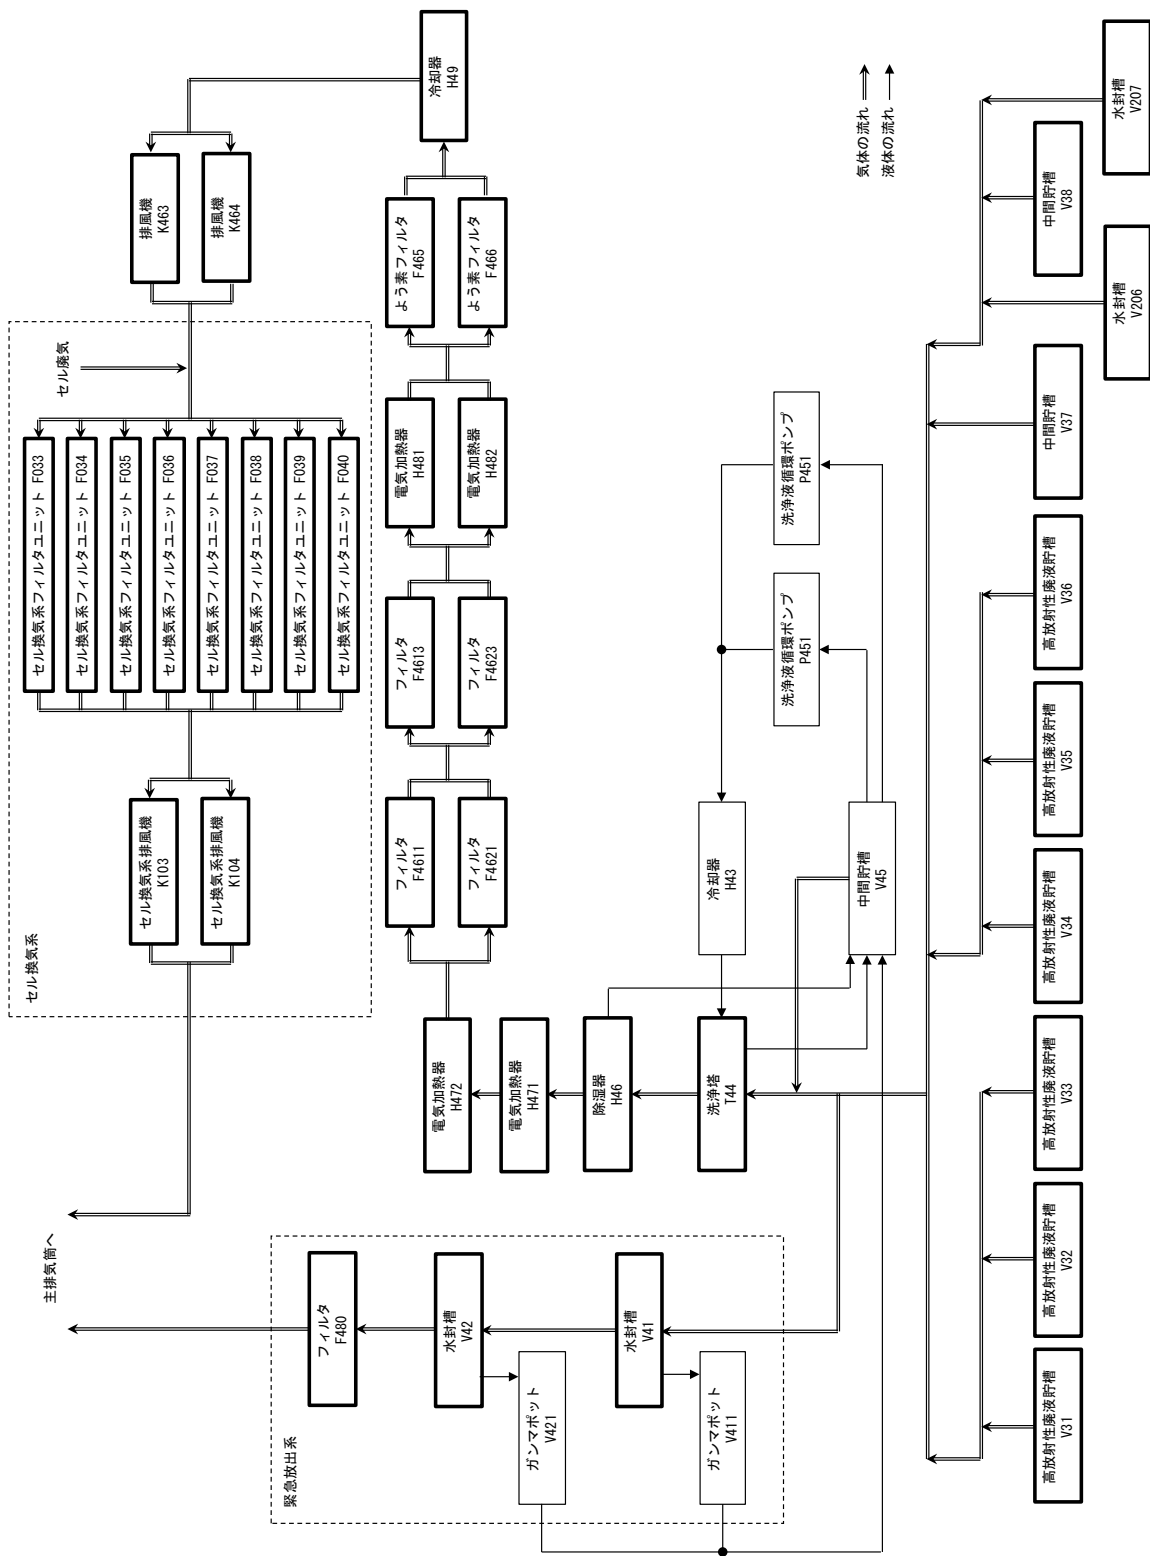 主排気筒へ
セル換気系
セル換気系排風機
K103
セル換気系排風機
K104
セル換気系フィルタユニット F033
セル換気系フィルタユニット F034
セル換気系フィルタユニット F035
セル換気系フィルタユニット F036
セル換気系フィルタユニット F037
セル換気系フィルタユニット F038
セル換気系フィルタユニット F039
セル換気系フィルタユニット F040
セル廃気
排風機
K463
排風機
K464
冷却器
H49
緊急放出系
フィルタ
F480
水封槽
V42
ガンマポット
V421
水封槽
V41
ガンマポット
V411
電気加熱器
H472
電気加熱器
H471
除湿器
H46
洗浄塔
T44
フィルタ
F4611
フィルタ
F4621
フィルタ
F4613
フィルタ
F4623
電気加熱器
H481
電気加熱器
H482
よう素フィルタ
F465
よう素フィルタ
F466
冷却器
H43
洗浄液循環ポンプ
P451
洗浄液循環ポンプ
P451
中間貯槽
V45
気体の流れ
液体の流れ
高放射性廃液貯槽
V31
高放射性廃液貯槽
V32
高放射性廃液貯槽
V33
高放射性廃液貯槽
V34
高放射性廃液貯槽
V35
高放射性廃液貯槽
V36
中間貯槽
V37
水封槽
V206
中間貯槽
V38
水封槽
V207